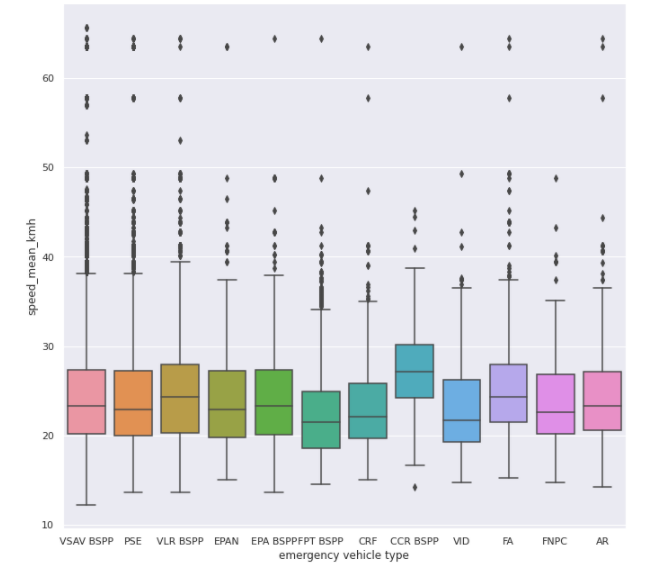 60
50
40
30
20
10
speed_mean_kmh
VSAV BSPP PSE VLR BSPP EPAN EPA BSPP FPT BSPP CRF CCR BSPP VID FA FNPC AR
emergency vehicle type